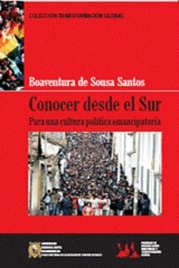 COLECCIÓN TRANSFORMACIÓN GLOBAL
Boaventura de Sousa Santos
Conocer desde el Sur
Para una cultura política emancipatoria